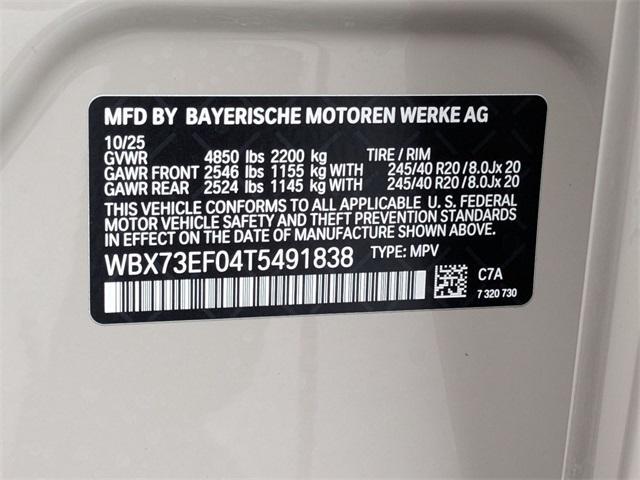 MFD BY BAYERISCHE MOTOREN WERKE AG
10/25
GVWR 4850 lbs 2200 kg TIRE / RIM
GAWR FRONT 2546 lbs 1155 kg WITH 245/40 R20 / 8.0Jx 20
GAWR REAR 2524 lbs 1145 kg WITH 245/40 R20 / 8.0Jx 20
THIS VEHICLE CONFORMS TO ALL APPLICABLE U. S. FEDERAL
MOTOR VEHICLE SAFETY AND THEFT PREVENTION STANDARDS
IN EFFECT ON THE DATE OF MANUFACTURE SHOWN ABOVE.
WBX73EF04T5491838 TYPE: MPV
C7A
7 320 730